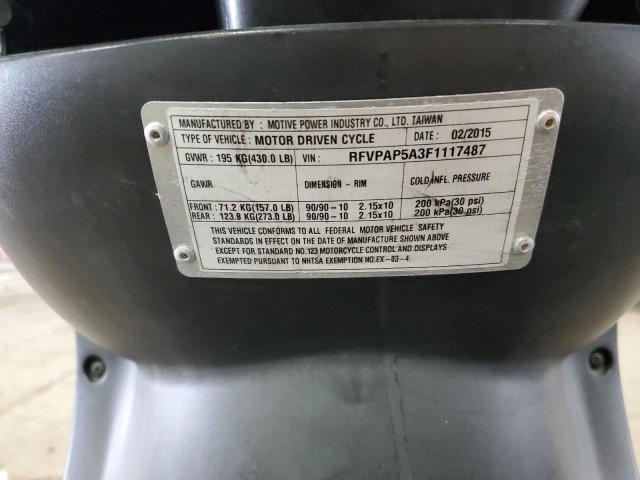 MANUFACTURED BY : MOTIVE POWER INDUSTRY CO., LTD. TAIWAN
TYPE OF VEHICLE: MOTOR DRIVEN CYCLE DATE: 02/2015
GVWR : 195 KG(430.0 LB) VIN : RFVPAP5A3F1117487
GAWR DIMENSION - RIM COLD INFL. PRESSURE
FRONT : 71.2 KG(157.0 LB) 90/90-10 2.15x10 200 kPa(30 psi)
REAR : 123.8 KG(273.0 LB) 90/90-10 2.15x10 200 kPa(30 psi)
THIS VEHICLE CONFORMS TO ALL FEDERAL MOTOR VEHICLE SAFETY
STANDARDS IN EFFECT ON THE DATE OF MANUFACTURE SHOWN ABOVE
EXCEPT FOR STANDARD NO.123 MOTORCYCLE CONTROL AND DISPLAYS
EXEMPTED PURSUANT TO NHTSA EXEMPTION NO.EX-03-4.